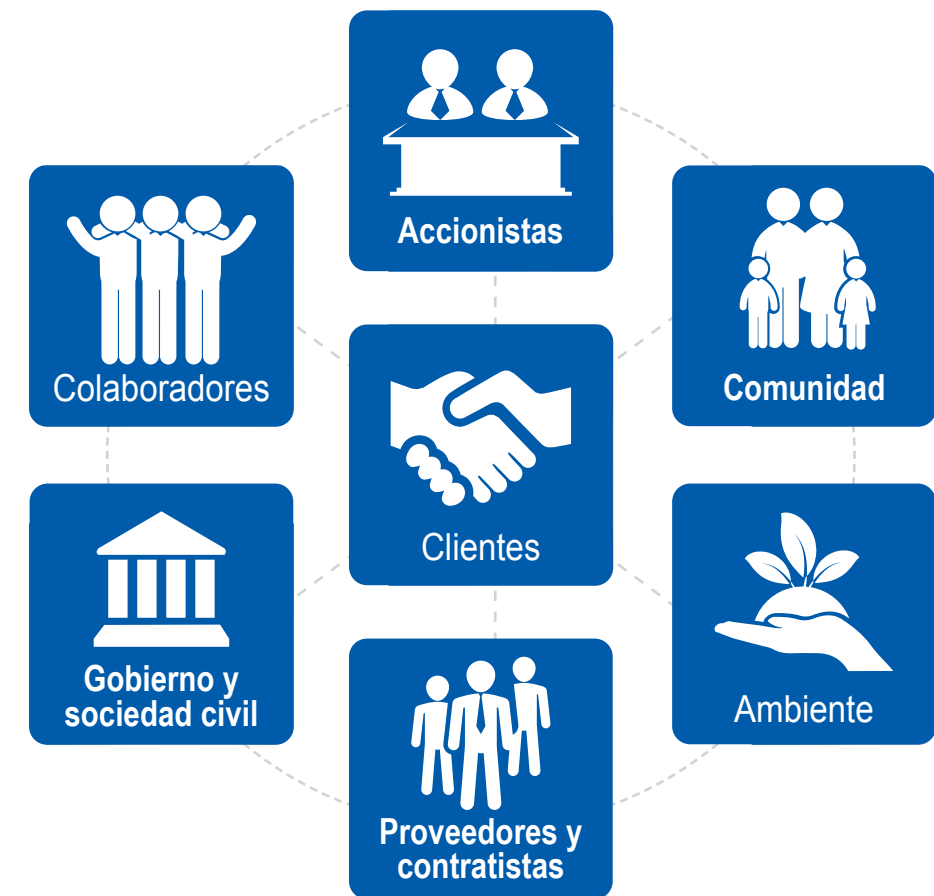 Accionistas
Colaboradores
Comunidad
Clientes
Gobierno y
sociedad civil
Ambiente
Proveedores y
contratistas